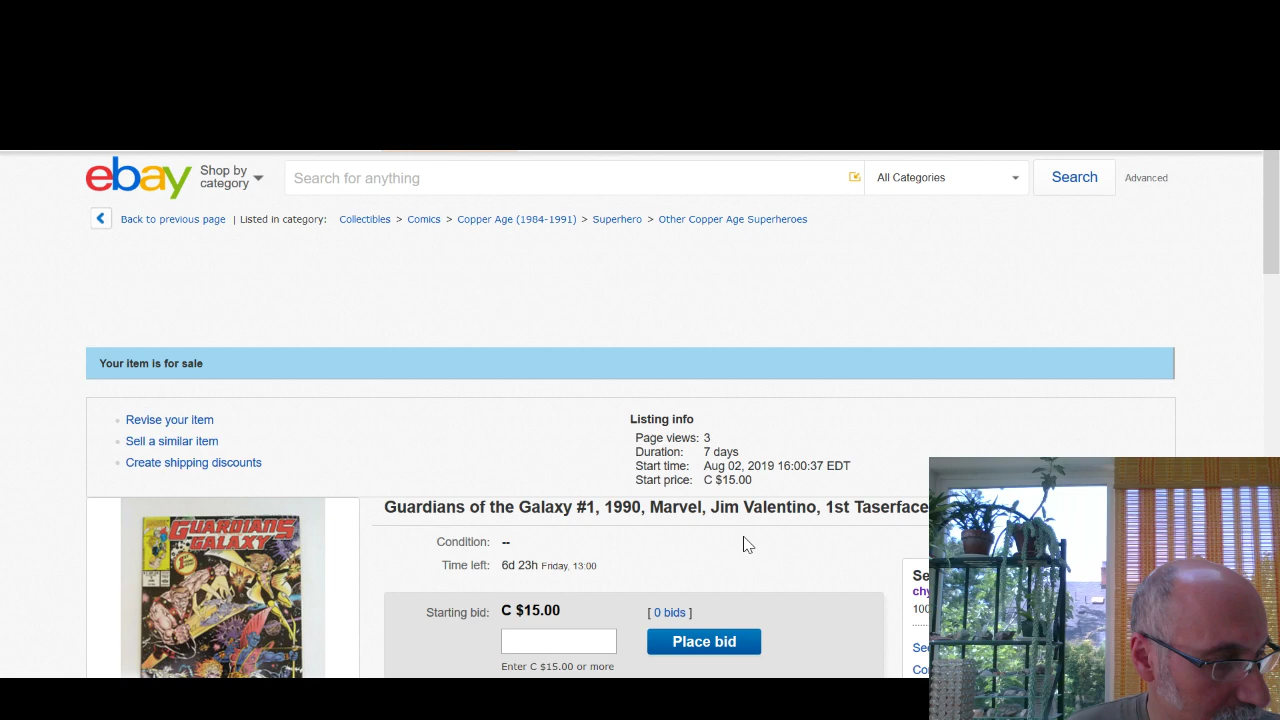 ebay
Shop by
category
Search for anything
All Categories
Search
Advanced
Back to previous page | Listed in category: Collectibles > Comics > Copper Age (1984-1991) > Superhero > Other Copper Age Superheroes
Your item is for sale
Revise your item
Sell a similar item
Create shipping discounts
Listing info
Page views: 3
Duration: 7 days
Start time: Aug 02, 2019 16:00:37 EDT
Start price: C $15.00
GUARDIANS
GALAXY
Guardians of the Galaxy #1, 1990, Marvel, Jim Valentino, 1st Taserface
Condition: --
Time left: 6d 23h Friday, 13:00
Starting bid: C $15.00 [ 0 bids ]
Place bid
Enter C $15.00 or more
Se
chy
100
See
Co